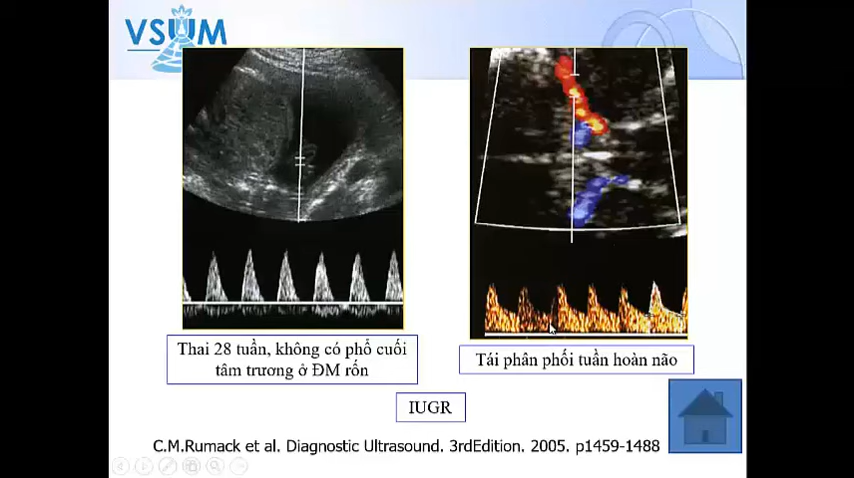 VSUM
Thai 28 tuần, không có phổ cuối
tâm trương ở ĐM rốn
Tái phân phối tuần hoàn não
IUGR
C.M.Rumack et al. Diagnostic Ultrasound. 3rdEdition. 2005. p1459-1488